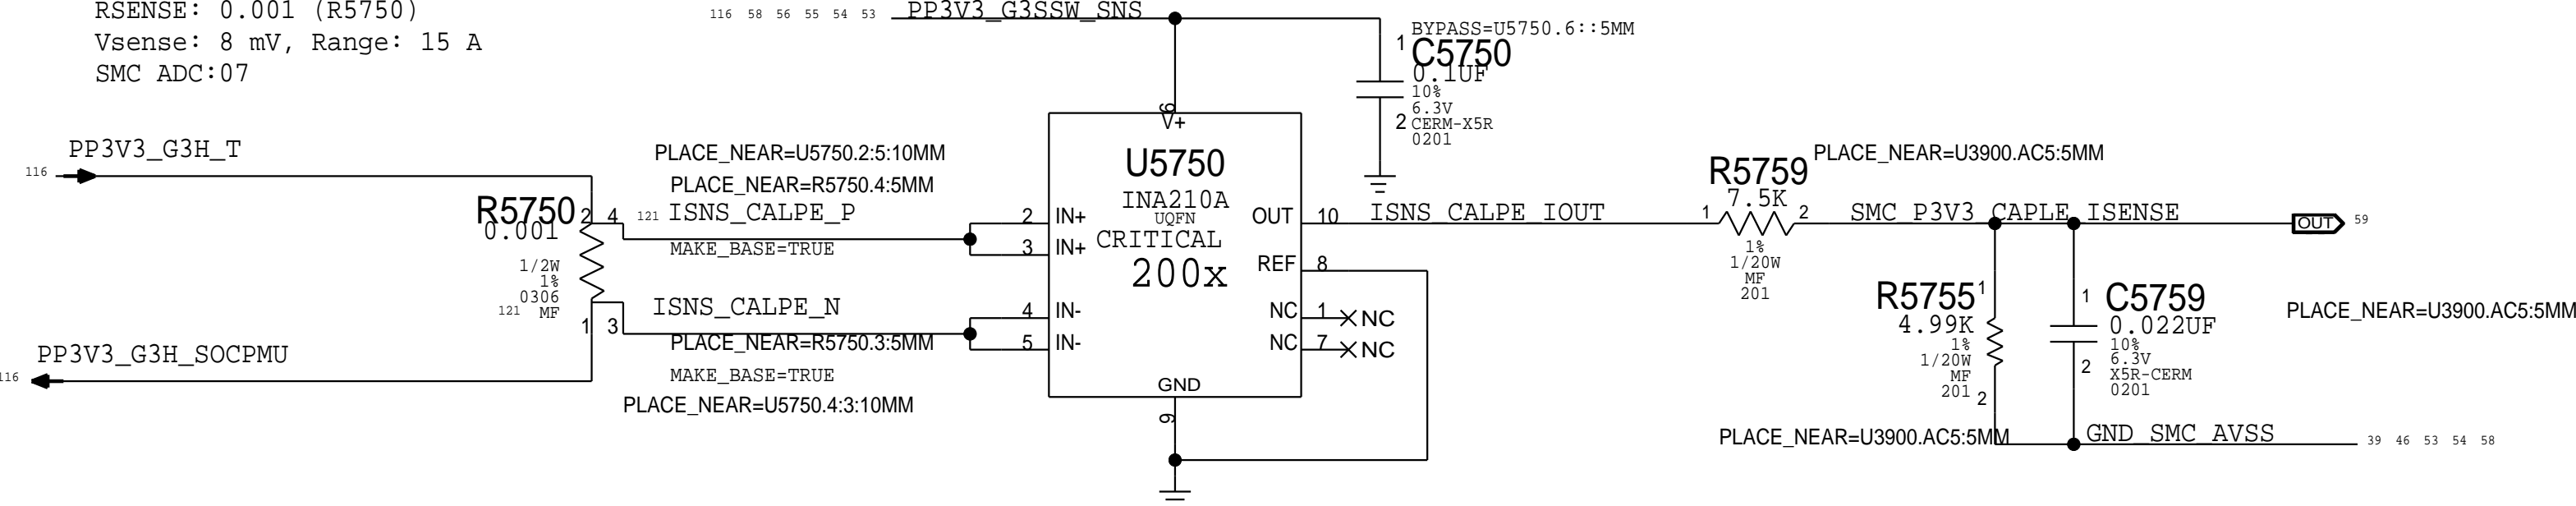 RSENSE: 0.001 (R5750)
Vsense: 8 mV, Range: 15 A
SMC ADC:07
116 58 56 55 54 53 PP3V3_G3SSW_SNS
BYPASS=U5750.6::5MM
1 C5750
0.1UF
10%
6.3V
2 CERM-X5R
0201
6
V+
PP3V3_G3H_T
116
PLACE_NEAR=U5750.2:5:10MM
PLACE_NEAR=R5750.4:5MM
R5750 2 4 121 ISNS_CALPE_P
0.001
MAKE_BASE=TRUE
1/2W
1%
0306
121 MF
1 3
ISNS_CALPE_N
PLACE_NEAR=R5750.3:5MM
MAKE_BASE=TRUE
PLACE_NEAR=U5750.4:3:10MM
PP3V3_G3H_SOCPMU
116
U5750
INA210A
UQFN
CRITICAL
200x
2 IN+
3 IN+
4 IN-
5 IN-
OUT 10 ISNS_CALPE_IOUT
REF 8
NC 1 NC
NC 7 NC
GND
9
R5759
7.5K
1 2
1%
1/20W
MF
201
PLACE_NEAR=U3900.AC5:5MM
SMC_P3V3_CAPLE_ISENSE
OUT 59
R5755 1
4.99K
1%
1/20W
MF
201 2
1 C5759
0.022UF
10%
6.3V
2 X5R-CERM
0201
PLACE_NEAR=U3900.AC5:5MM
PLACE_NEAR=U3900.AC5:5MM
GND_SMC_AVSS 39 46 53 54 58